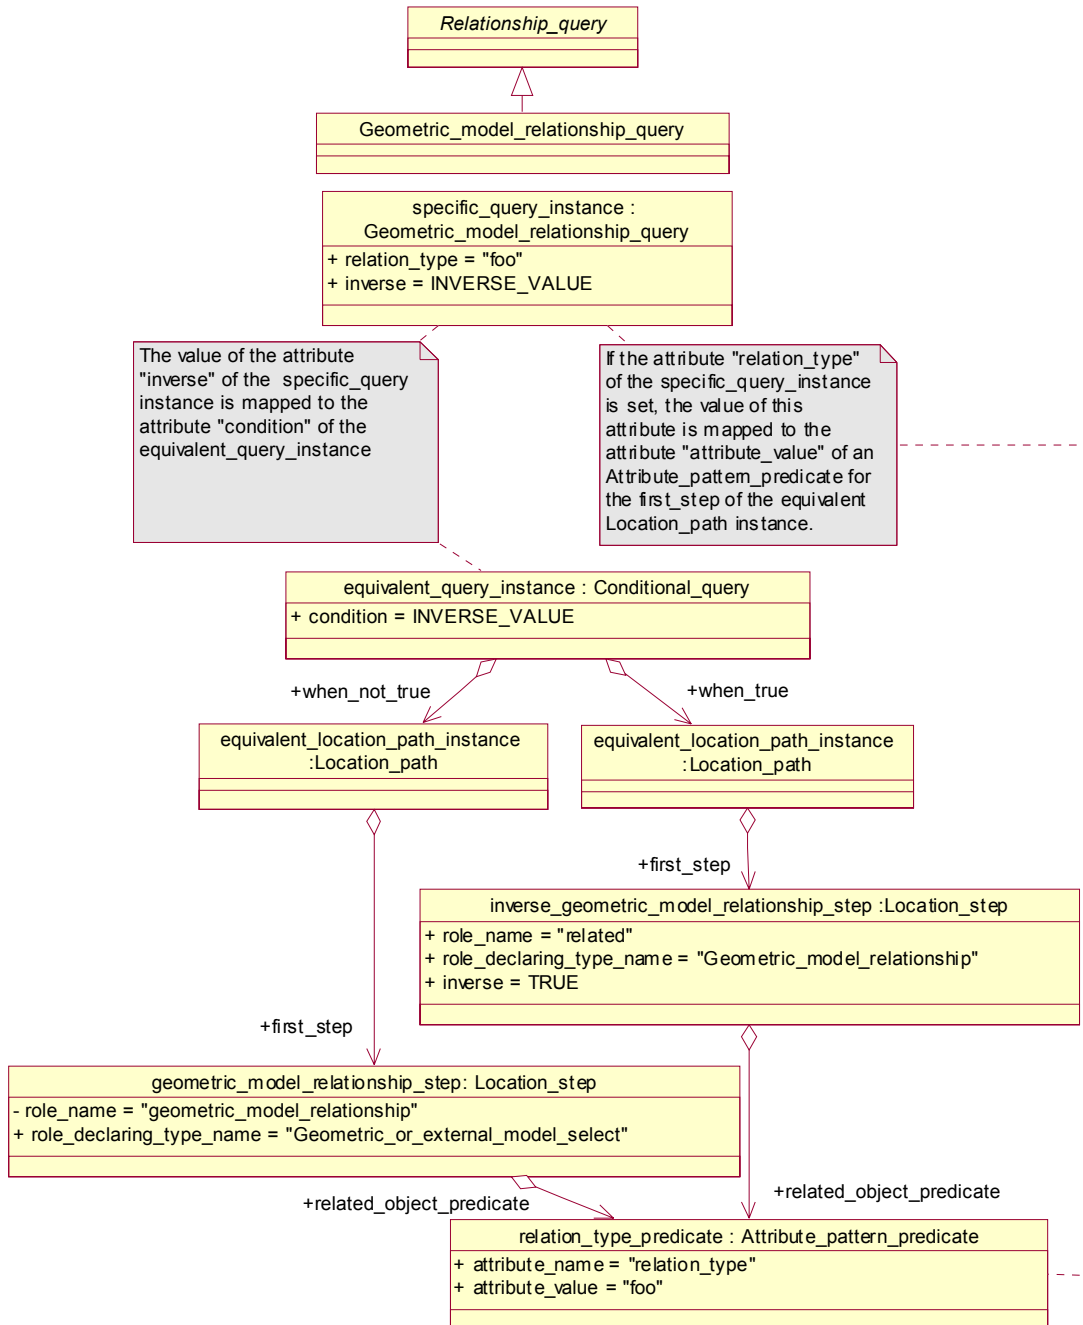 Relationship_query
Geometric_model_relationship_query
specific_query_instance :
Geometric_model_relationship_query
+ relation_type = "foo"
+ inverse = INVERSE_VALUE
The value of the attribute
"inverse" of the specific_query
instance is mapped to the
attribute "condition" of the
equivalent_query_instance
If the attribute "relation_type"
of the specific_query_instance
is set, the value of this
attribute is mapped to the
attribute "attribute_value" of an
Attribute_pattern_predicate for
the first_step of the equivalent
Location_path instance.
equivalent_query_instance : Conditional_query
+ condition = INVERSE_VALUE
+when_not_true
+when_true
equivalent_location_path_instance
:Location_path
equivalent_location_path_instance
:Location_path
+first_step
inverse_geometric_model_relationship_step :Location_step
+ role_name = "related"
+ role_declaring_type_name = "Geometric_model_relationship"
+ inverse = TRUE
+first_step
geometric_model_relationship_step: Location_step
- role_name = "geometric_model_relationship"
+ role_declaring_type_name = "Geometric_or_external_model_select"
+related_object_predicate
+related_object_predicate
relation_type_predicate : Attribute_pattern_predicate
+ attribute_name = "relation_type"
+ attribute_value = "foo"